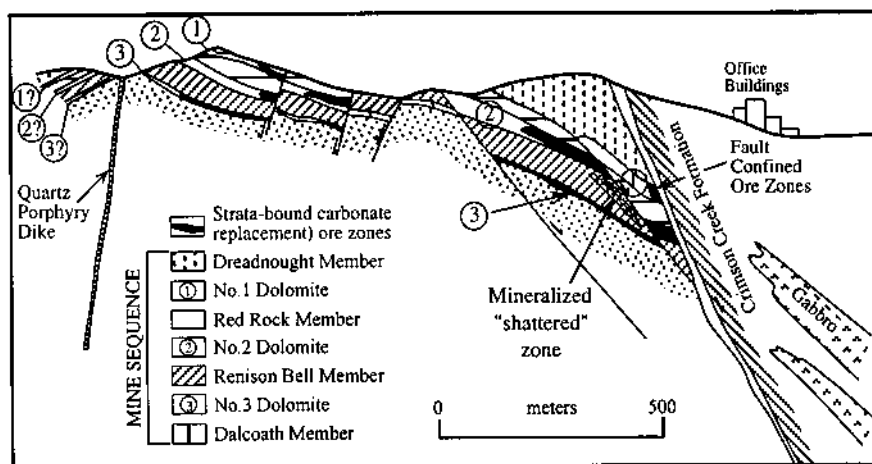 ①
②
③
1?
2?
3?
Quartz
Porphyry
Dike
②
①
③
Office
Buildings
Fault
Confined
Ore Zones
Crimson Creek Formation
Gabbro
Mineralized
"shattered"
zone
Strata-bound carbonate
replacement) ore zones
MINE SEQUENCE
Dreadnought Member
① No.1 Dolomite
Red Rock Member
② No.2 Dolomite
Renison Bell Member
③ No.3 Dolomite
Dalcoath Member
0 meters 500